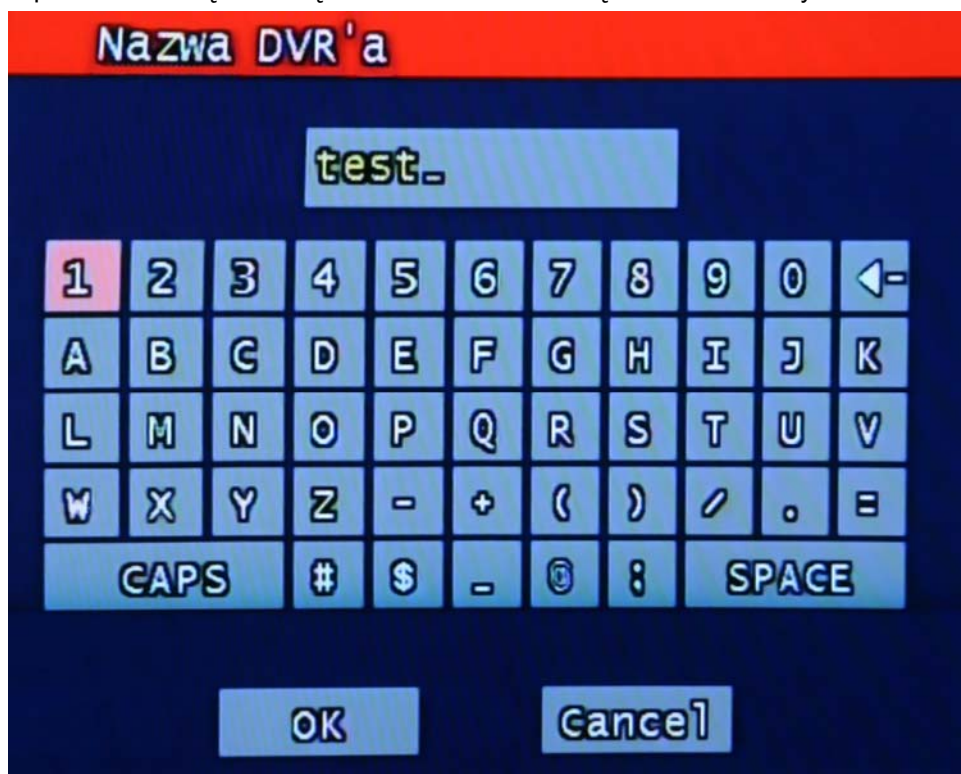 Nazwa DVR'a
test_
1 2 3 4 5 6 7 8 9 0
A B C D E F G H I J K
L M N O P Q R S T U V
W X Y Z - + ( ) / . =
CAPS # $ _ @ : SPACE
OK Cancel